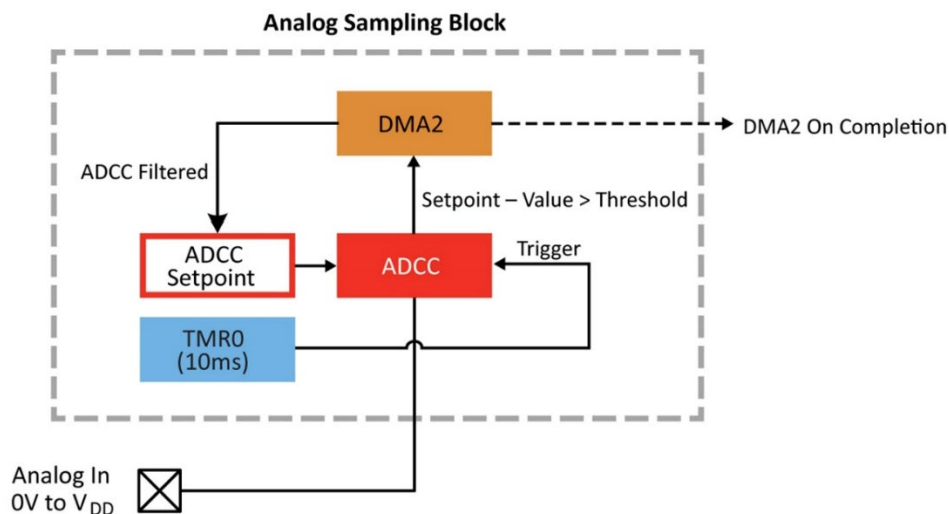 Analog Sampling Block
DMA2
DMA2 On Completion
ADCC Filtered
Setpoint – Value > Threshold
ADCC
Setpoint
ADCC
Trigger
TMR0
(10ms)
Analog In
0V to VDD